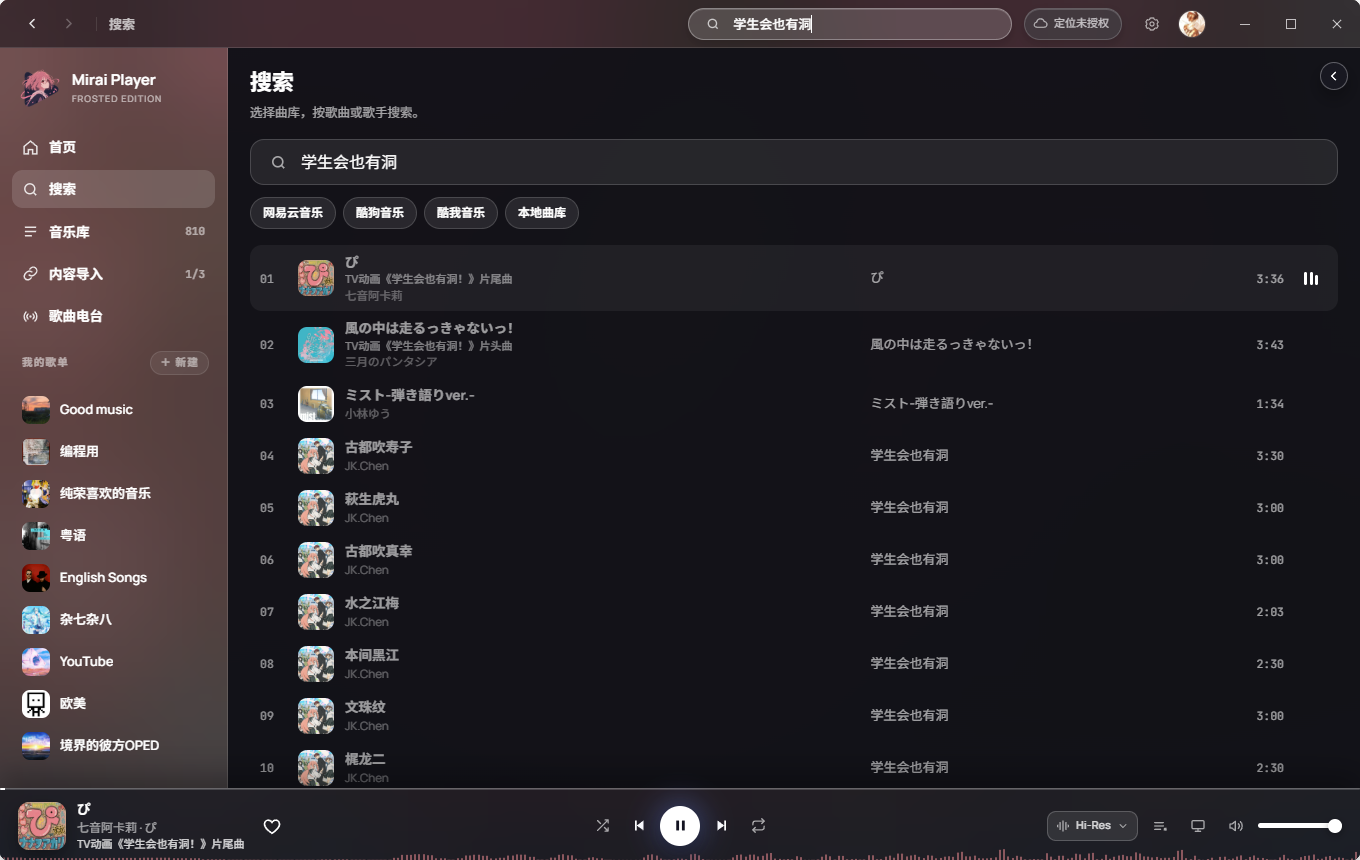 搜索
学生会也有洞
定位未授权
Mirai Player
FROSTED EDITION
首页
搜索
音乐库 810
内容导入 1/3
歌曲电台
我的歌单
+ 新建
Good music
编程用
纯荣喜欢的音乐
粤语
English Songs
杂七杂八
YouTube
欧美
境界的彼方OPED
搜索
选择曲库，按歌曲或歌手搜索。
学生会也有洞
网易云音乐 酷狗音乐 酷我音乐 本地曲库
01
ぴ
TV动画《学生会也有洞！》片尾曲
七音阿卡莉
ぴ
3:36
02
風の中は走るっきゃないっ！
TV动画《学生会也有洞！》片头曲
三月のパンタシア
風の中は走るっきゃないっ！
3:43
03
ミスト-弾き語りver.-
小林ゆう
ミスト-弾き語りver.-
1:34
04
古都吹寿子
JK.Chen
学生会也有洞
3:30
05
萩生虎丸
JK.Chen
学生会也有洞
3:00
06
古都吹真幸
JK.Chen
学生会也有洞
3:00
07
水之江梅
JK.Chen
学生会也有洞
2:03
08
本间黑江
JK.Chen
学生会也有洞
2:30
09
文珠纹
JK.Chen
学生会也有洞
3:00
10
梶龙二
JK.Chen
学生会也有洞
2:30
ぴ
七音阿卡莉 · ぴ
TV动画《学生会也有洞！》片尾曲
Hi-Res